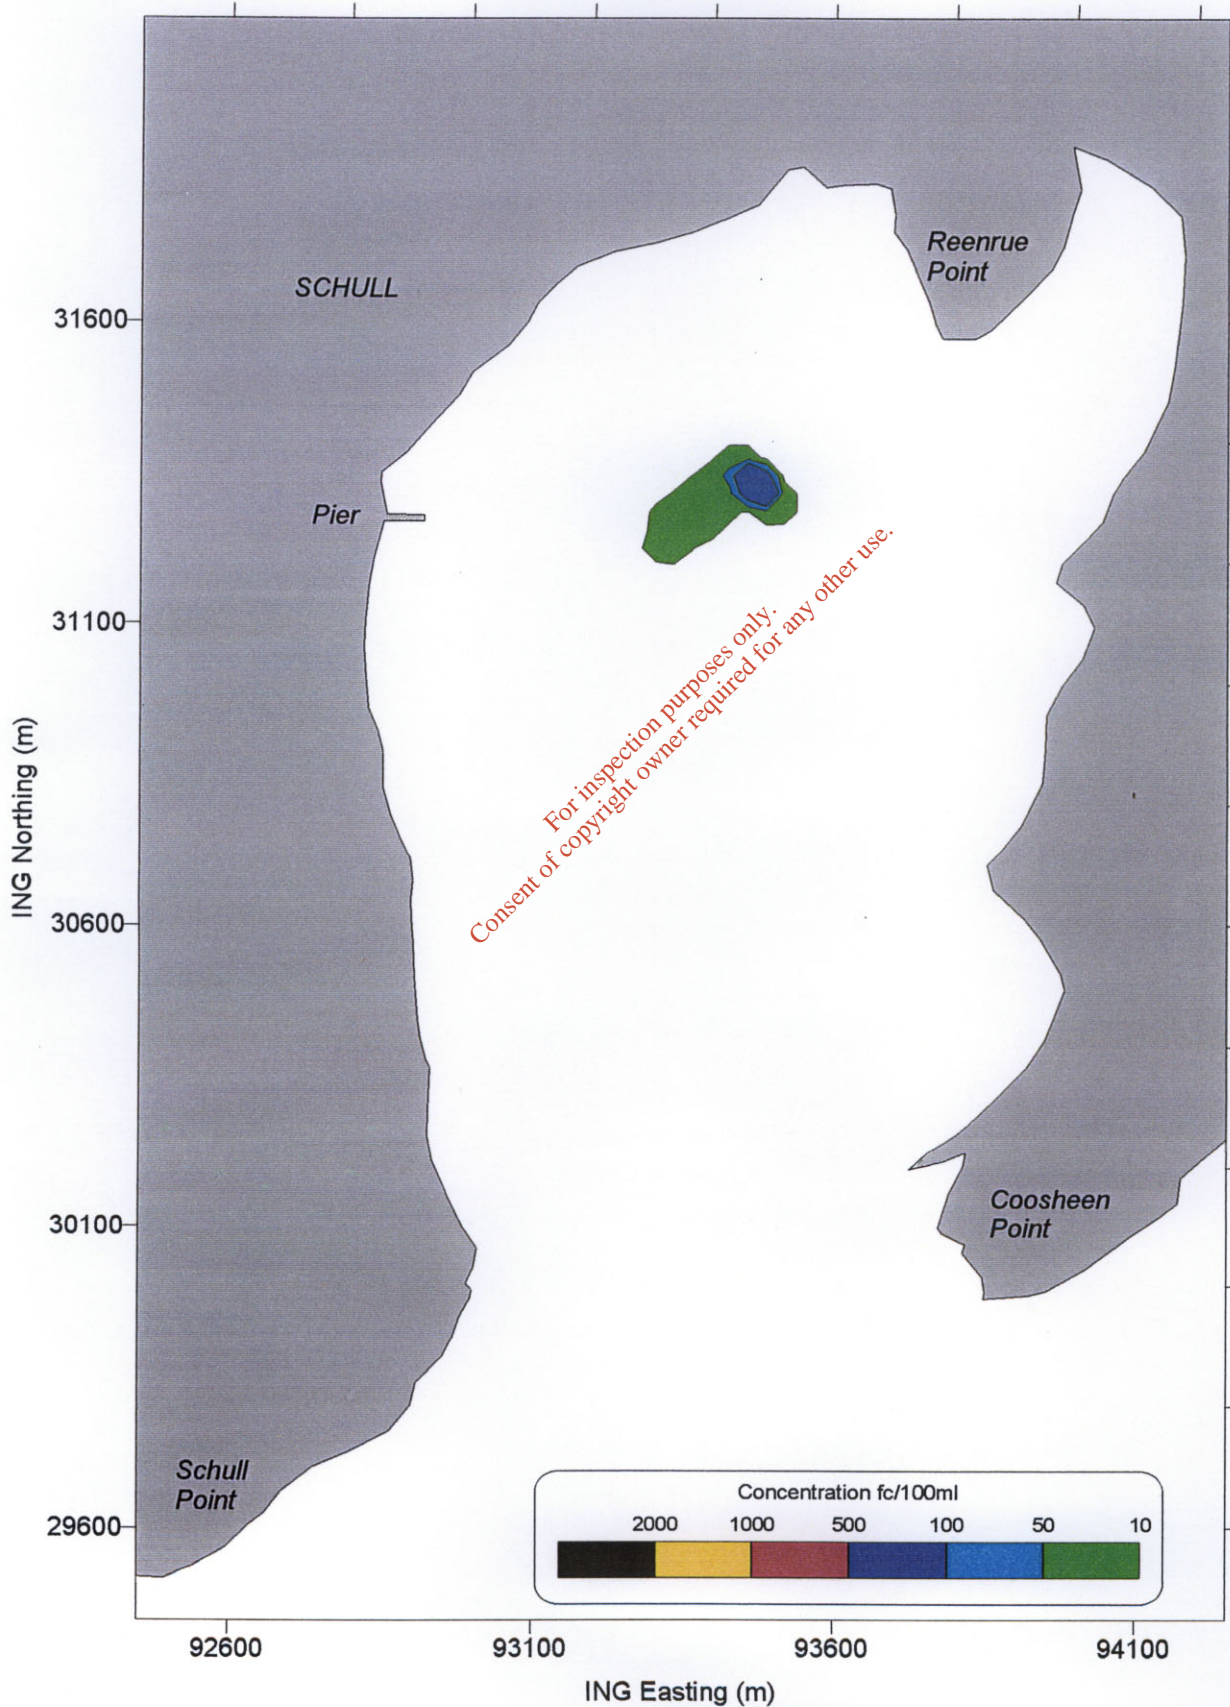 SCHULL
Reenrue
Point
31600
Pier
31100
For inspection purposes only.
Consent of copyright owner required for any other use.
ING Northing (m)
30600
30100
Coosheen
Point
Schull
Point
29600
Concentration fc/100ml
2000 1000 500 100 50 10
92600 93100 93600 94100
ING Easting (m)